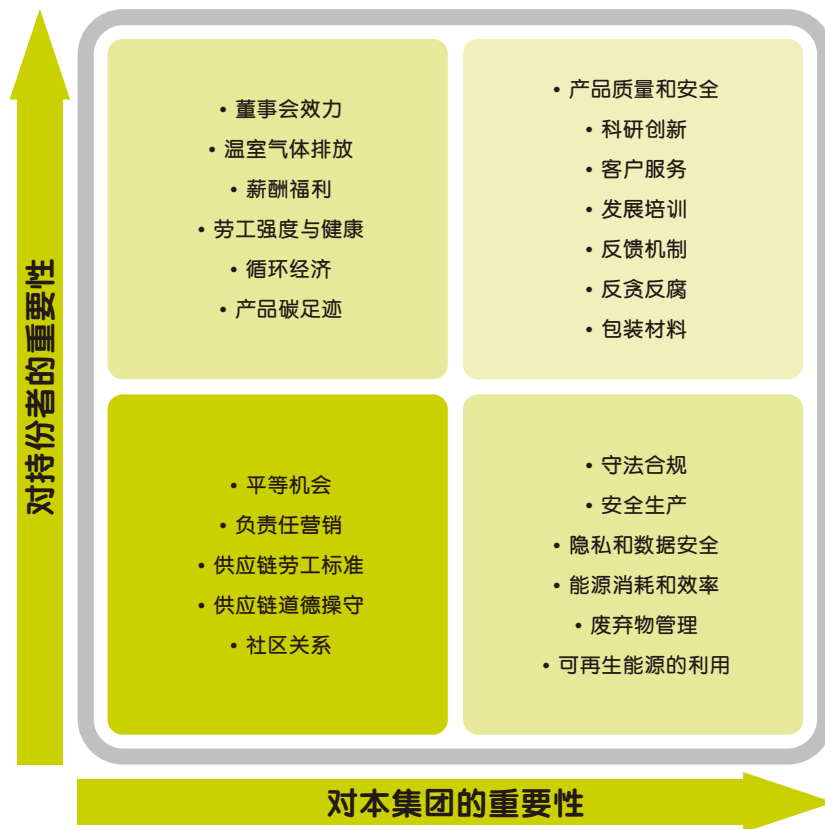 对持份者的重要性
• 董事会效力
• 温室气体排放
• 薪酬福利
• 劳工强度与健康
• 循环经济
• 产品碳足迹
• 产品质量和安全
• 科研创新
• 客户服务
• 发展培训
• 反馈机制
• 反贪反腐
• 包装材料
• 平等机会
• 负责任营销
• 供应链劳工标准
• 供应链道德操守
• 社区关系
• 守法合规
• 安全生产
• 隐私和数据安全
• 能源消耗和效率
• 废弃物管理
• 可再生能源的利用
对本集团的重要性